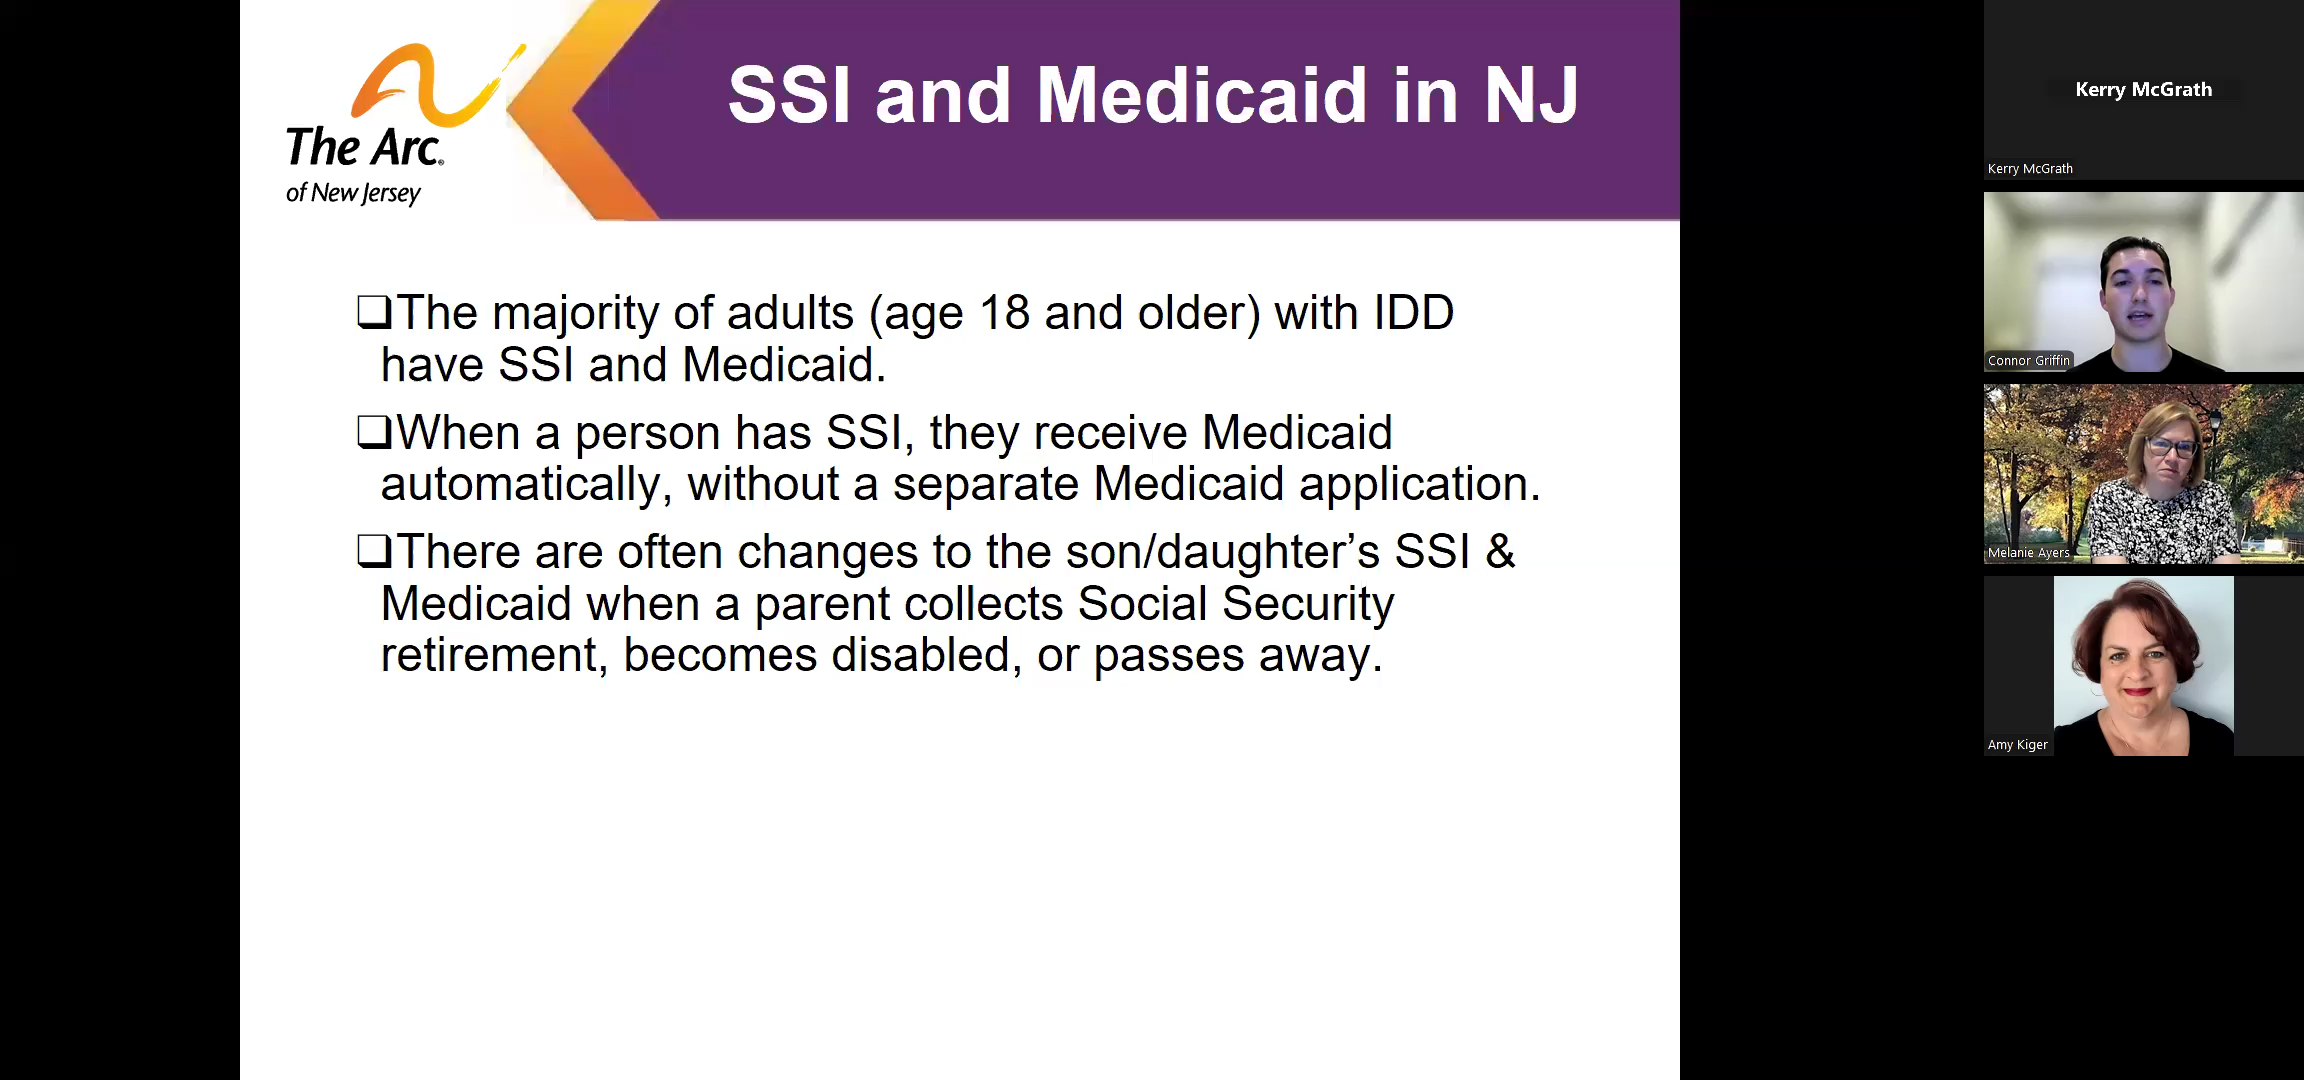 The Arc®
of New Jersey
SSI and Medicaid in NJ
❑The majority of adults (age 18 and older) with IDD
have SSI and Medicaid.
❑When a person has SSI, they receive Medicaid
automatically, without a separate Medicaid application.
❑There are often changes to the son/daughter’s SSI &
Medicaid when a parent collects Social Security
retirement, becomes disabled, or passes away.
Kerry McGrath
Kerry McGrath
Connor Griffin
Melanie Ayers
Amy Kiger